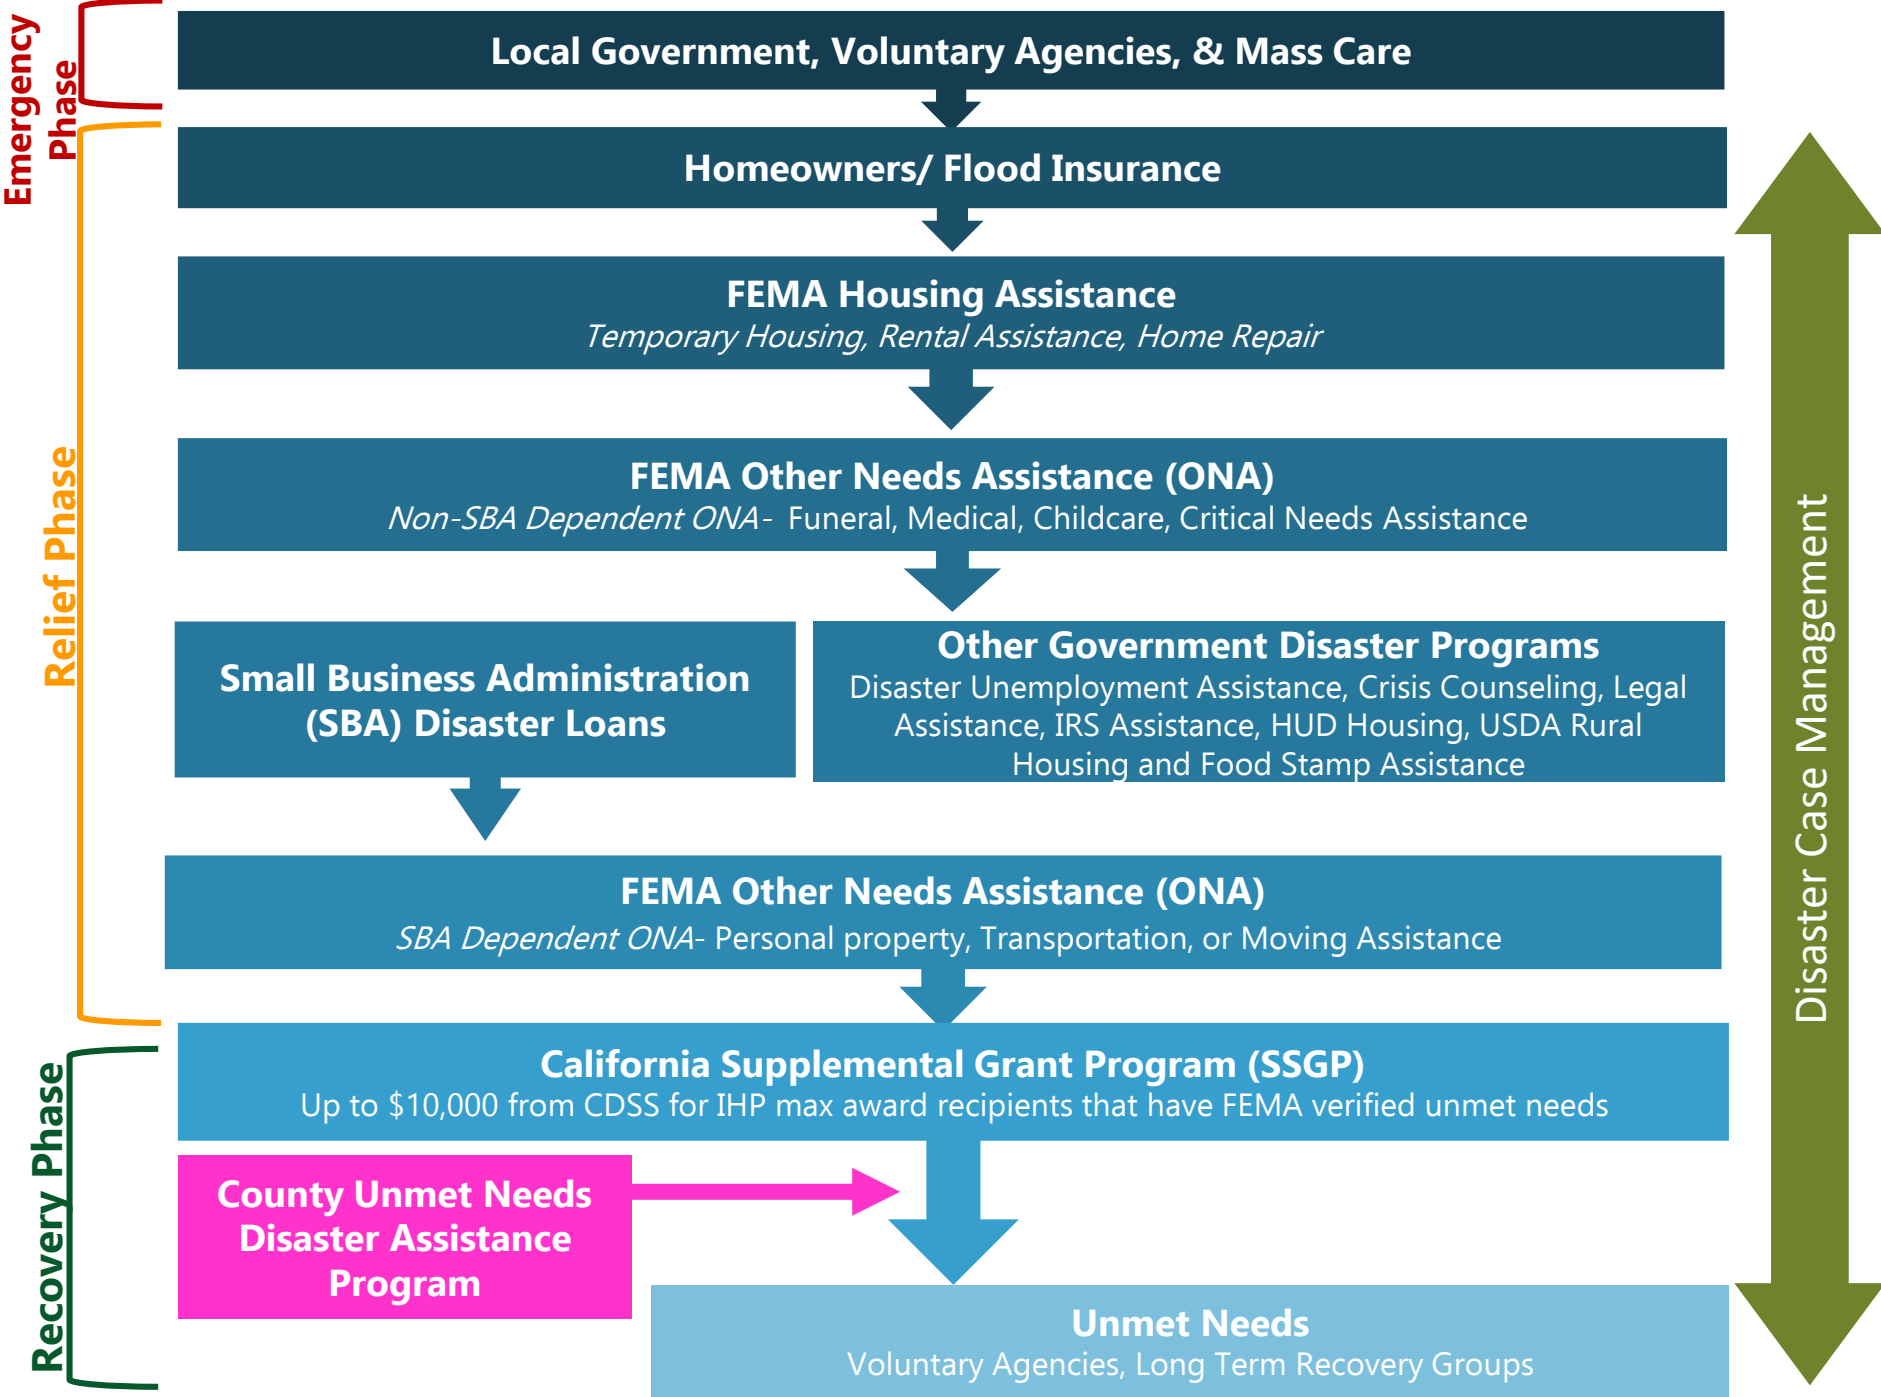 Emergency
Phase
Local Government, Voluntary Agencies, & Mass Care
Homeowners/ Flood Insurance
FEMA Housing Assistance
Temporary Housing, Rental Assistance, Home Repair
Relief Phase
FEMA Other Needs Assistance (ONA)
Non-SBA Dependent ONA- Funeral, Medical, Childcare, Critical Needs Assistance
Small Business Administration
(SBA) Disaster Loans
Other Government Disaster Programs
Disaster Unemployment Assistance, Crisis Counseling, Legal
Assistance, IRS Assistance, HUD Housing, USDA Rural
Housing and Food Stamp Assistance
FEMA Other Needs Assistance (ONA)
SBA Dependent ONA- Personal property, Transportation, or Moving Assistance
Recovery Phase
California Supplemental Grant Program (SSGP)
Up to $10,000 from CDSS for IHP max award recipients that have FEMA verified unmet needs
County Unmet Needs
Disaster Assistance
Program
Unmet Needs
Voluntary Agencies, Long Term Recovery Groups
Disaster Case Management